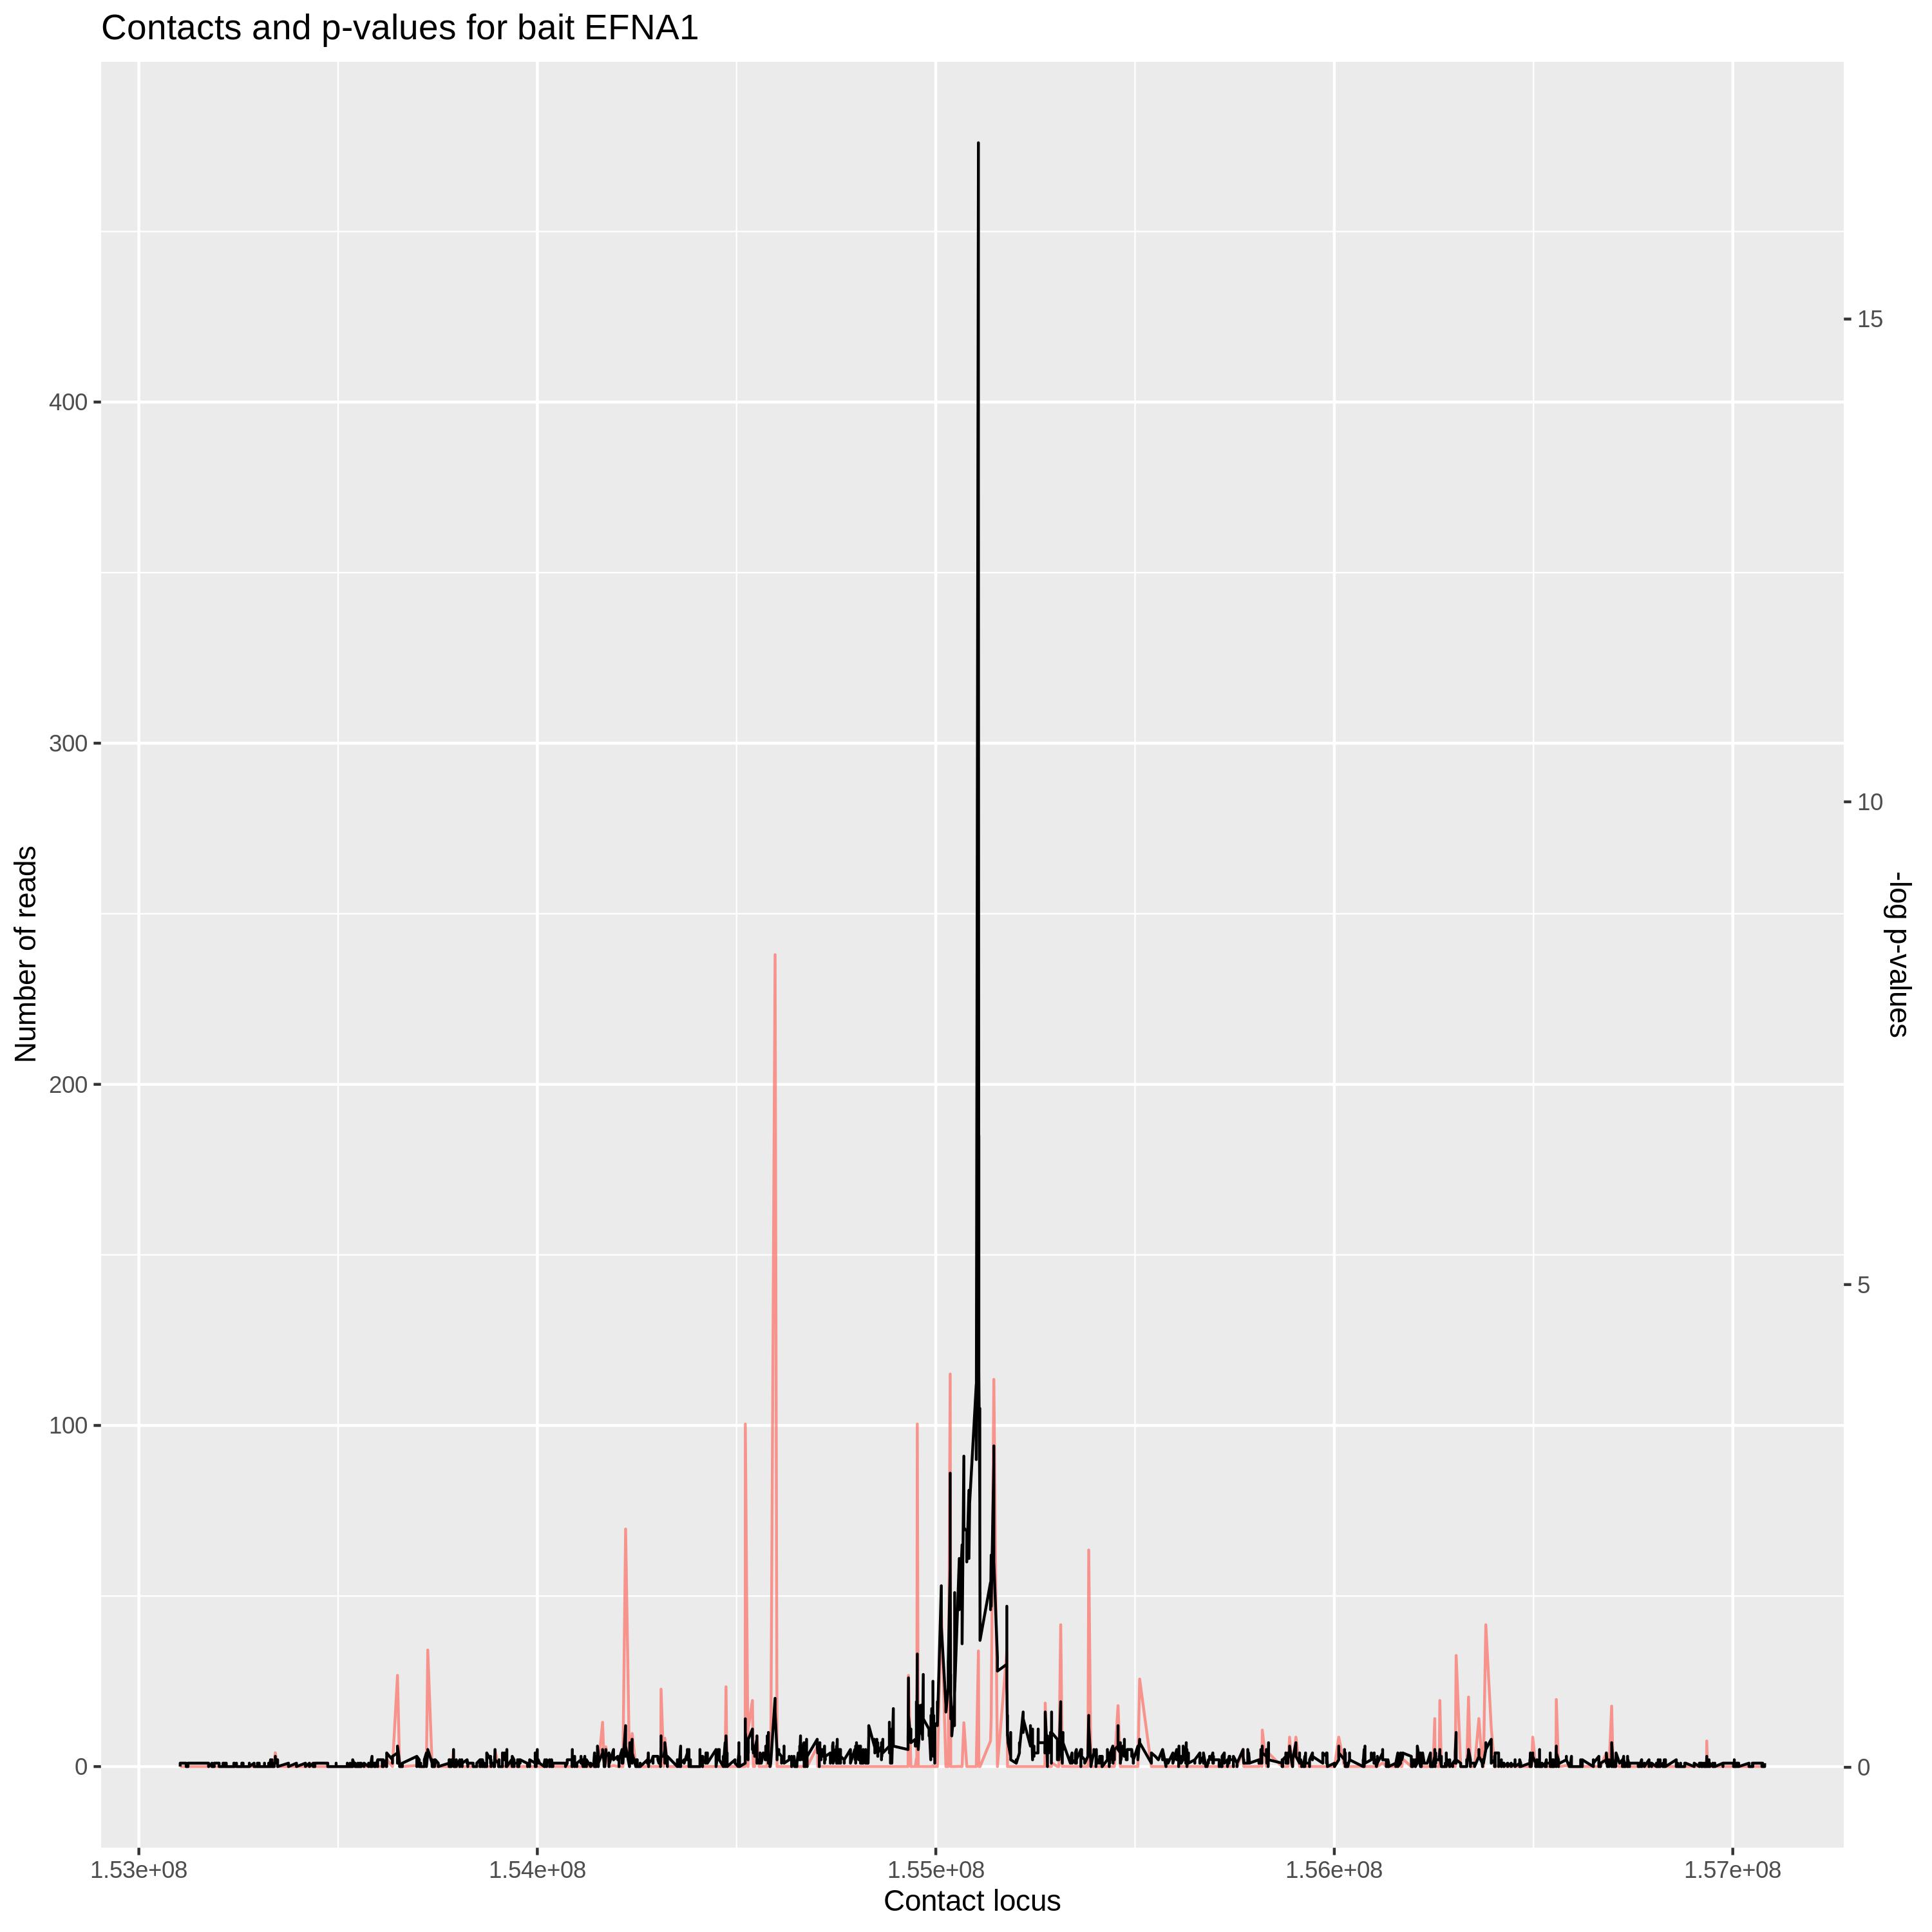 Contacts and p-values for bait EFNA1
Number of reads
400
300
200
100
0
15
10
5
0
-log p-values
1.53e+08 1.54e+08 1.55e+08 1.56e+08 1.57e+08
Contact locus